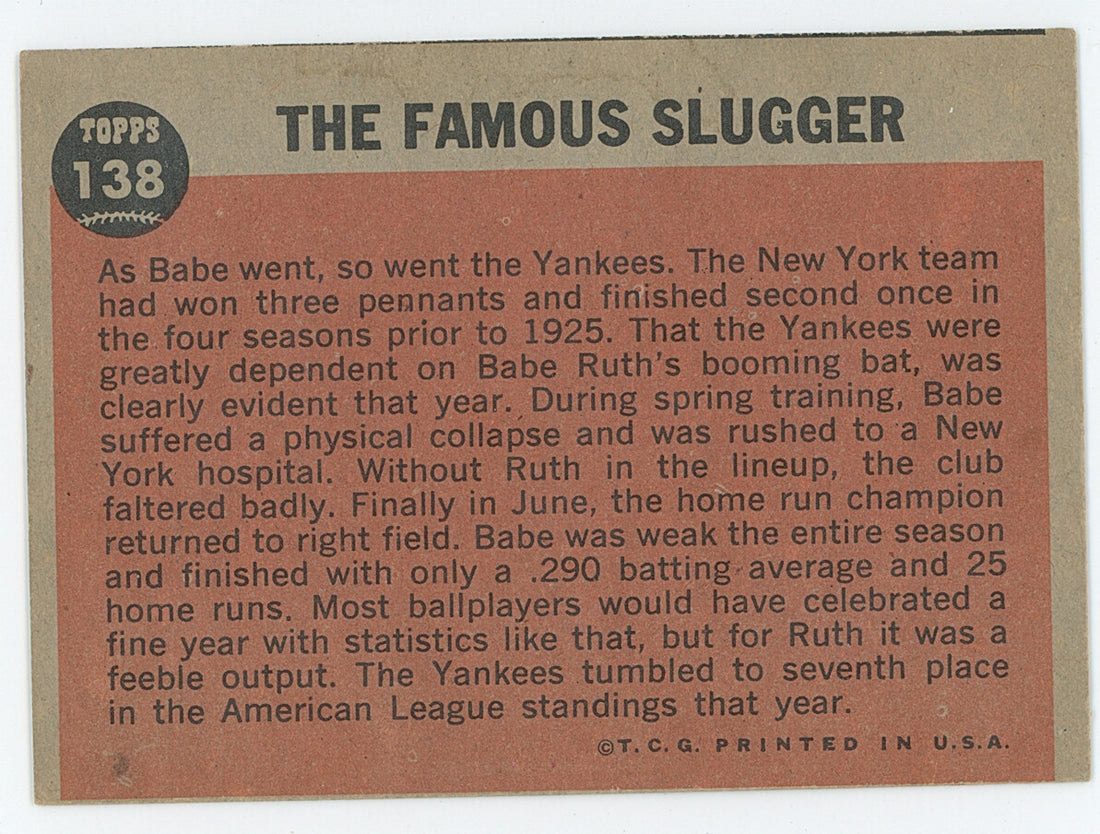 TOPPS
138
THE FAMOUS SLUGGER
As Babe went, so went the Yankees. The New York team
had won three pennants and finished second once in
the four seasons prior to 1925. That the Yankees were
greatly dependent on Babe Ruth's booming bat, was
clearly evident that year. During spring training, Babe
suffered a physical collapse and was rushed to a New
York hospital. Without Ruth in the lineup, the club
faltered badly. Finally in June, the home run champion
returned to right field. Babe was weak the entire season
and finished with only a .290 batting average and 25
home runs. Most ballplayers would have celebrated a
fine year with statistics like that, but for Ruth it was a
feeble output. The Yankees tumbled to seventh place
in the American League standings that year.
©T. C. G. PRINTED IN U.S.A.